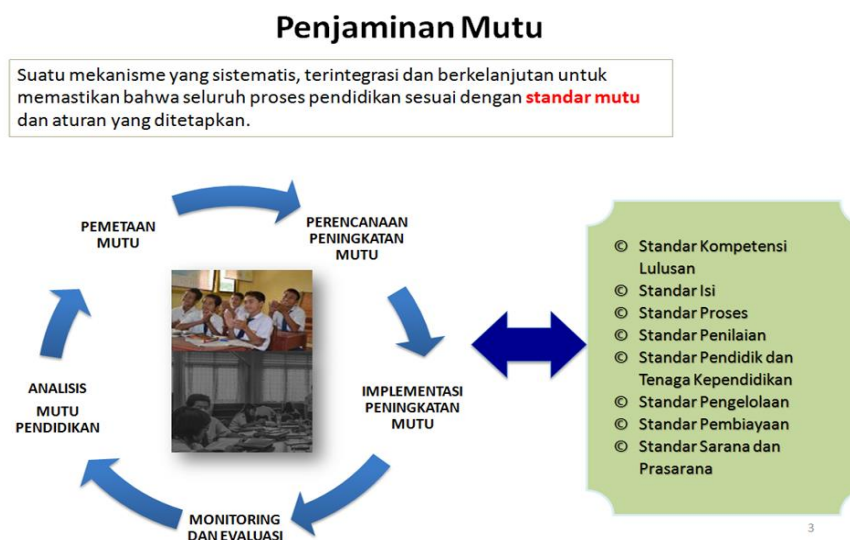 Penjaminan Mutu
Suatu mekanisme yang sistematis, terintegrasi dan berkelanjutan untuk
memastikan bahwa seluruh proses pendidikan sesuai dengan standar mutu
dan aturan yang ditetapkan.
PEMETAAN
MUTU
PERENCANAAN
PENINGKATAN
MUTU
IMPLEMENTASI
PENINGKATAN
MUTU
MONITORING
DAN EVALUASI
ANALISIS
MUTU
PENDIDIKAN
© Standar Kompetensi
Lulusan
© Standar Isi
© Standar Proses
© Standar Penilaian
© Standar Pendidik dan
Tenaga Kependidikan
© Standar Pengelolaan
© Standar Pembiayaan
© Standar Sarana dan
Prasarana
3